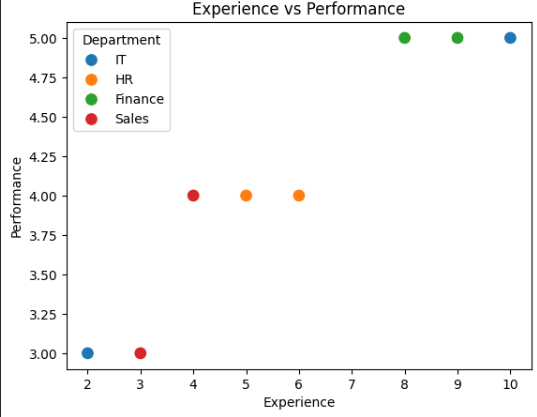 Experience vs Performance
5.00
4.75
4.50
4.25
4.00
3.75
3.50
3.25
3.00
Performance
Department
IT
HR
Finance
Sales
2 3 4 5 6 7 8 9 10
Experience